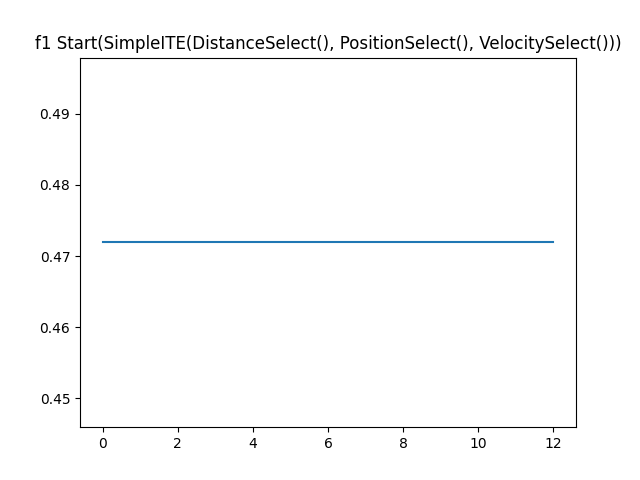 f1 Start(SimpleITE(DistanceSelect(), PositionSelect(), VelocitySelect()))
0.49
0.48
0.47
0.46
0.45
0 2 4 6 8 10 12